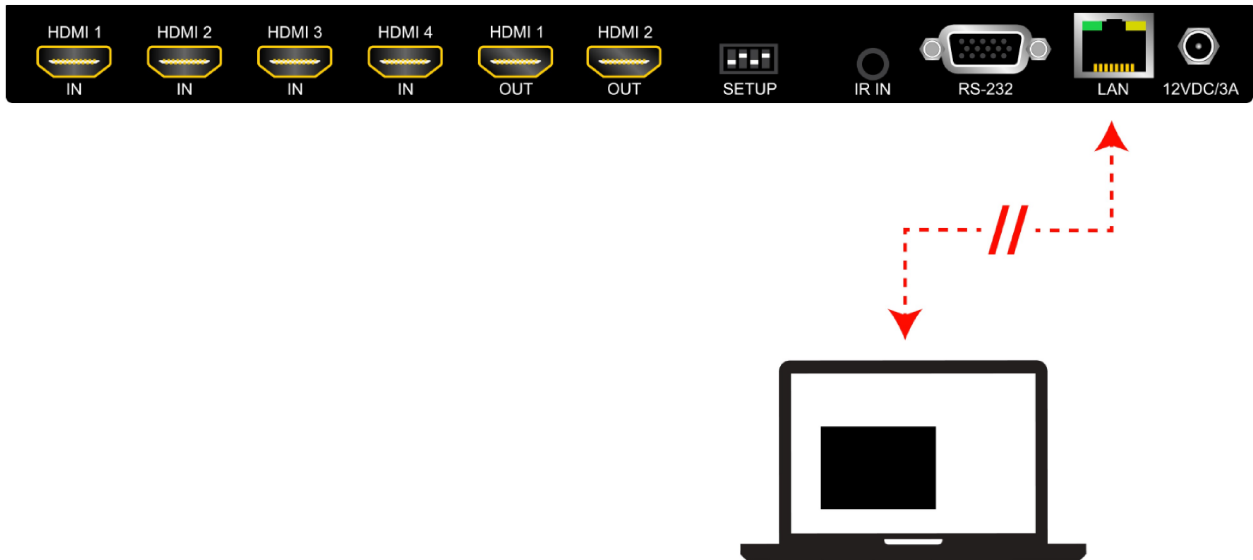 HDMI 1 HDMI 2 HDMI 3 HDMI 4 HDMI 1 HDMI 2
IN IN IN IN OUT OUT SETUP IR IN RS-232 LAN 12VDC/3A